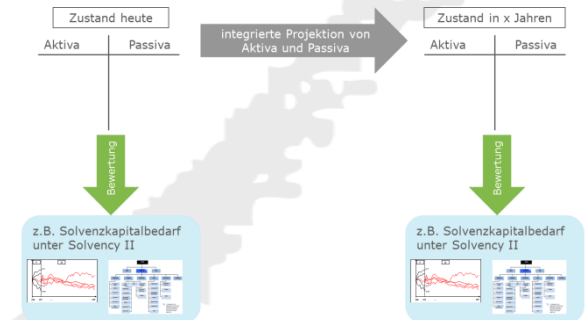 Zustand heute
Zustand in x Jahren
integrierte Projektion von
Aktiva und Passiva
Aktiva
Passiva
Aktiva
Passiva
Bewertung
Bewertung
z.B. Solvenzkapitalbedarf
unter Solvency II
z.B. Solvenzkapitalbedarf
unter Solvency II